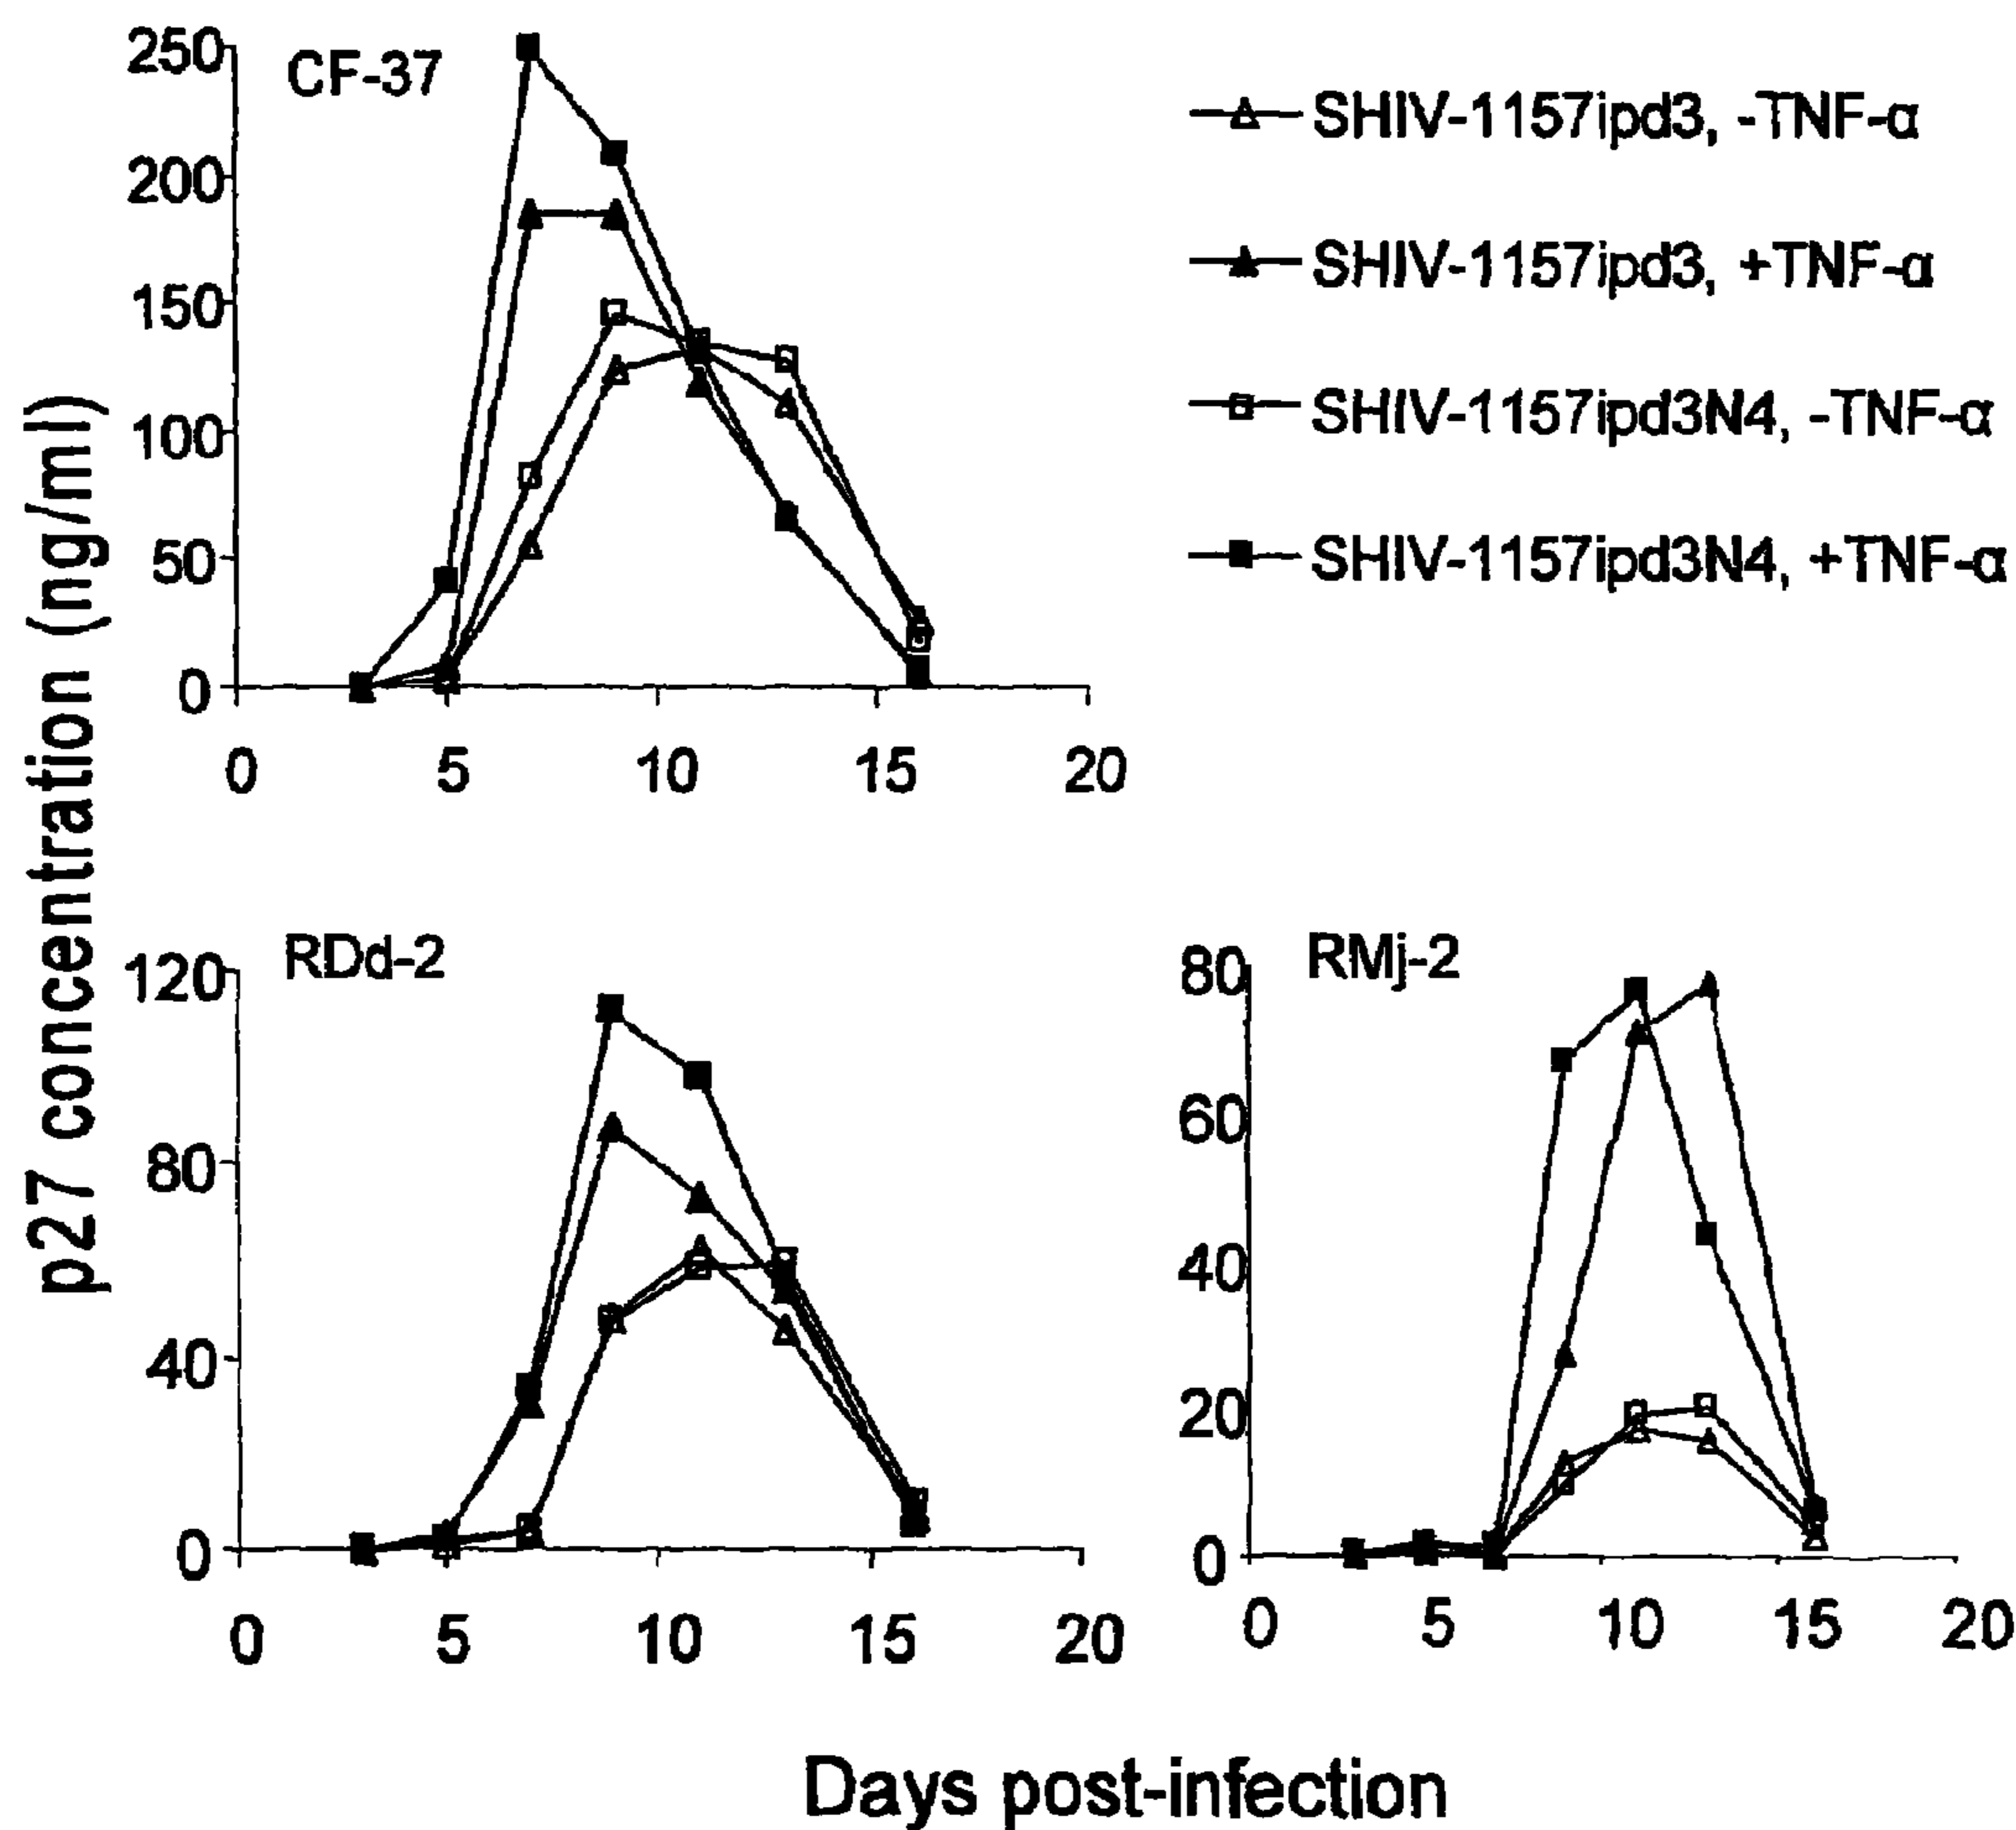 p27 concentration (ng/ml)
CF-37
250
200
150
100
50
0
0 5 10 15 20
SHIV-1157ipd3, -TNF-α
SHIV-1157ipd3, +TNF-α
SHIV-1157ipd3N4, -TNF-α
SHIV-1157ipd3N4, +TNF-α
RDd-2
120
80
40
0
0 5 10 15 20
RMj-2
80
60
40
20
0
0 5 10 15 20
Days post-infection